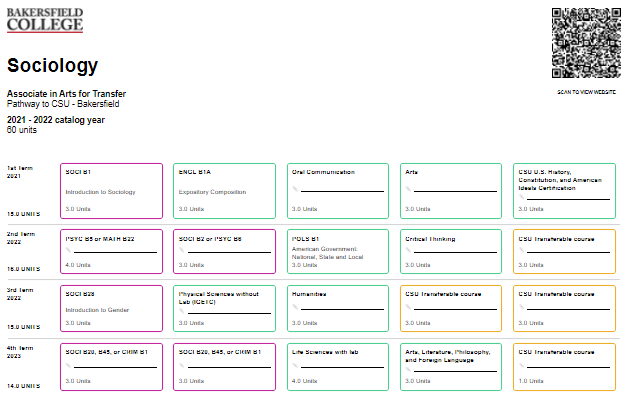 BAKERSFIELD
COLLEGE
SCAN TO VIEW WEBSITE
Sociology
Associate in Arts for Transfer
Pathway to CSU - Bakersfield
2021 - 2022 catalog year
60 units
1st Term
2021
15.0 UNITS
SOCI B1
Introduction to Sociology
3.0 Units
ENGL B1A
Expository Composition
3.0 Units
Oral Communication
3.0 Units
Arts
3.0 Units
CSU U.S. History,
Constitution, and American
Ideals Certification
3.0 Units
2nd Term
2022
16.0 UNITS
PSYC B5 or MATH B22
4.0 Units
SOCI B2 or PSYC B6
3.0 Units
POLS B1
American Government:
National, State and Local
3.0 Units
Critical Thinking
3.0 Units
CSU Transferable course
3.0 Units
3rd Term
2022
15.0 UNITS
SOCI B28
Introduction to Gender
3.0 Units
Physical Sciences without
Lab (IGETC)
3.0 Units
Humanities
3.0 Units
CSU Transferable course
3.0 Units
CSU Transferable course
3.0 Units
4th Term
2023
14.0 UNITS
SOCI B20, B45, or CRIM B1
3.0 Units
SOCI B20, B45, or CRIM B1
3.0 Units
Life Sciences with lab
4.0 Units
Arts, Literature, Philosophy,
and Foreign Language
3.0 Units
CSU Transferable course
1.0 Units